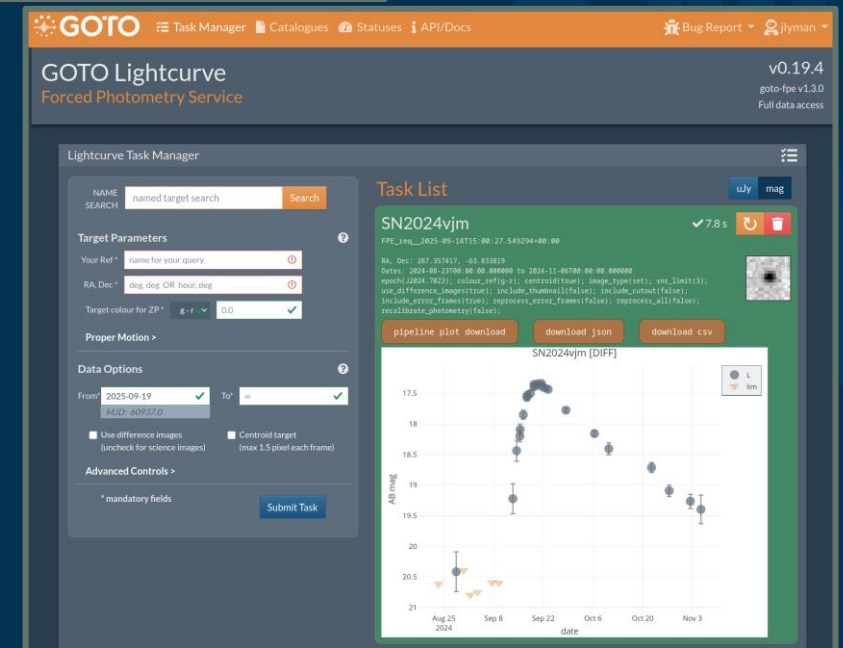 GOTO Task Manager Catalogues Statuses API/Docs Bug Report jlyman
GOTO Lightcurve
Forced Photometry Service
v0.19.4
goto-fpe v1.3.0
Full data access
Lightcurve Task Manager
NAME SEARCH
named target search
Search
Target Parameters
Your Ref*
name for your query
RA, Dec*
deg, deg OR hour, deg
Target colour for ZP*
g - r
0.0
Proper Motion >
Data Options
From*
2025-09-19
To*
∞
MJD: 60937.0
Use difference images
(uncheck for science images)
Centroid target
(max 1.5 pixel each frame)
Advanced Controls >
* mandatory fields
Submit Task
Task List
uJy
mag
SN2024vjm
7.8 s
FPE_req__2025-09-18T15:00:27.549294+00:00
RA, Dec: 287.357417, -63.833819
Dates: 2024-08-23T00:00:00.000000 to 2024-11-06T00:00:00.000000
epoch(J2024.7023); colour_ref(g-r); centroid(true); image_type(set); snr_limit(3);
use_difference_images(true); include_thumbnail(false); include_cutout(false);
include_error_frames(true); reprocess_error_frames(false); reprocess_all(false);
recalibrate_photometry(false);
pipeline plot download
download json
download csv
SN2024vjm [DIFF]
L
lim
17.5
18
18.5
19
19.5
20
20.5
21
AB mag
Aug 25
2024
Sep 8
Sep 22
Oct 6
Oct 20
Nov 3
date